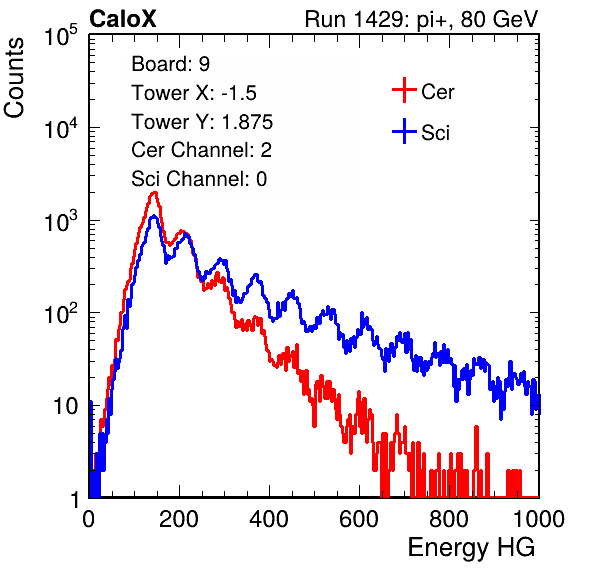 CaloX Run 1429: pi+, 80 GeV
Counts
Board: 9
Tower X: -1.5
Tower Y: 1.875
Cer Channel: 2
Sci Channel: 0
Cer
Sci
10^5
10^4
10^3
10^2
10
1
0 200 400 600 800 1000
Energy HG